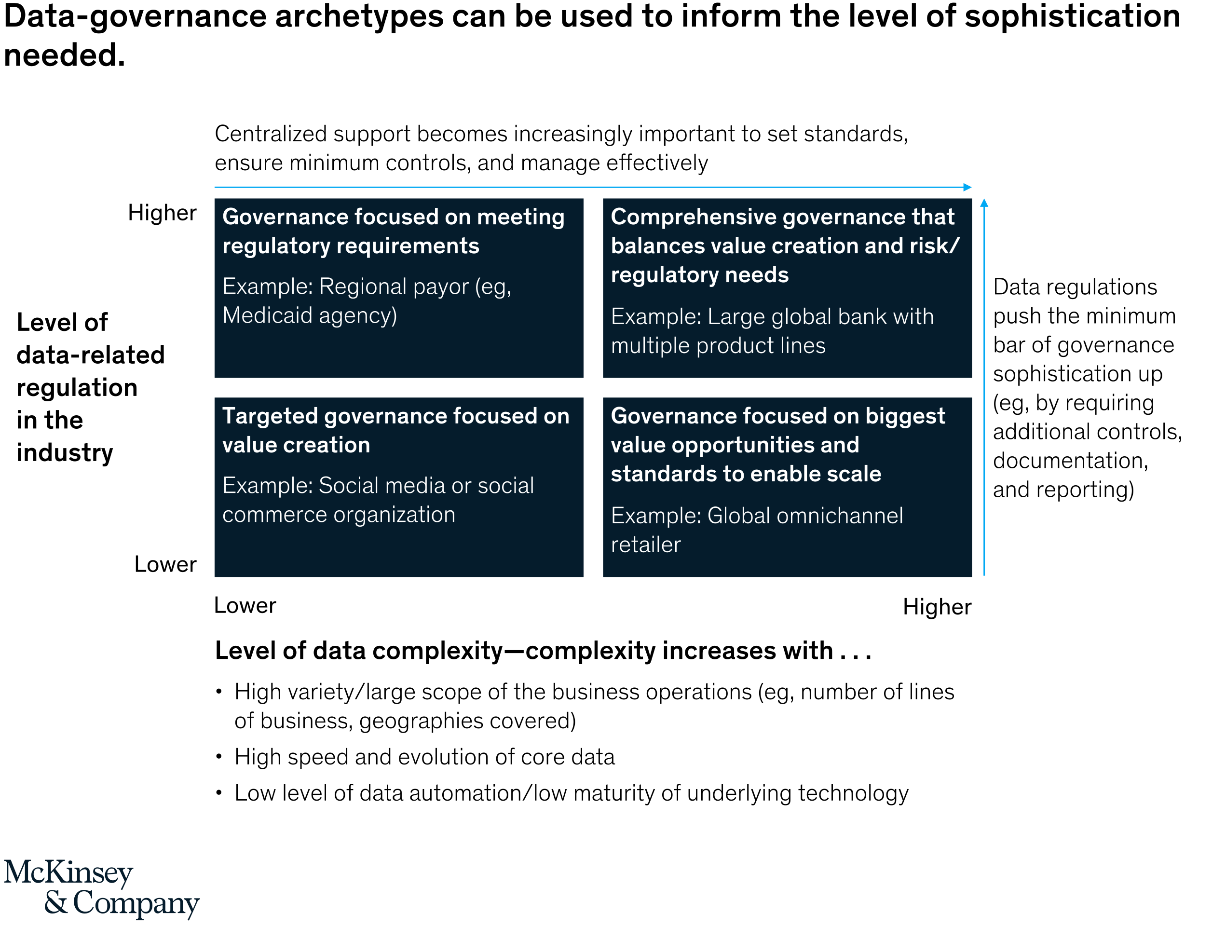 Data-governance archetypes can be used to inform the level of sophistication
needed.
Centralized support becomes increasingly important to set standards,
ensure minimum controls, and manage effectively
Higher
Level of
data-related
regulation
in the
industry
Lower
Governance focused on meeting
regulatory requirements
Example: Regional payor (eg,
Medicaid agency)
Comprehensive governance that
balances value creation and risk/
regulatory needs
Example: Large global bank with
multiple product lines
Targeted governance focused on
value creation
Example: Social media or social
commerce organization
Governance focused on biggest
value opportunities and
standards to enable scale
Example: Global omnichannel
retailer
Data regulations
push the minimum
bar of governance
sophistication up
(eg, by requiring
additional controls,
documentation,
and reporting)
Lower
Higher
Level of data complexity—complexity increases with . . .
• High variety/large scope of the business operations (eg, number of lines
of business, geographies covered)
• High speed and evolution of core data
• Low level of data automation/low maturity of underlying technology
McKinsey
& Company